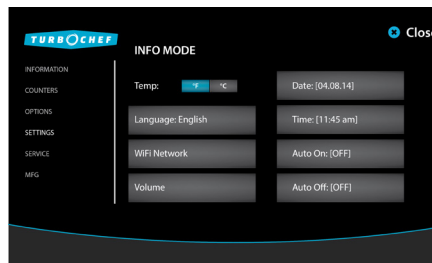 TURBOCHEF
Close
INFO MODE
INFORMATION
COUNTERS
OPTIONS
SETTINGS
SERVICE
MFG
Temp: °F °C
Language: English
WiFi Network
Volume
Date: [04.08.14]
Time: [11:45 am]
Auto On: [OFF]
Auto Off: [OFF]